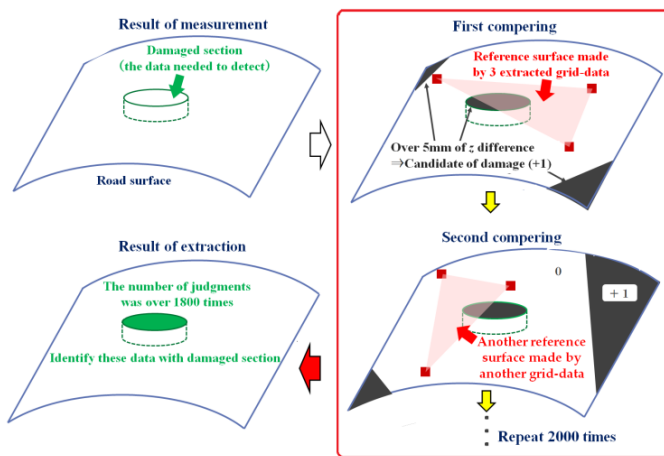 Result of measurement
Damaged section
(the data needed to detect)
Road surface
First compering
Reference surface made
by 3 extracted grid-data
Over 5mm of z difference
⇒Candidate of damage (+1)
Second compering
0
+ 1
Another reference
surface made by
another grid-data
Repeat 2000 times
Result of extraction
The number of judgments
was over 1800 times
Identify these data with damaged section